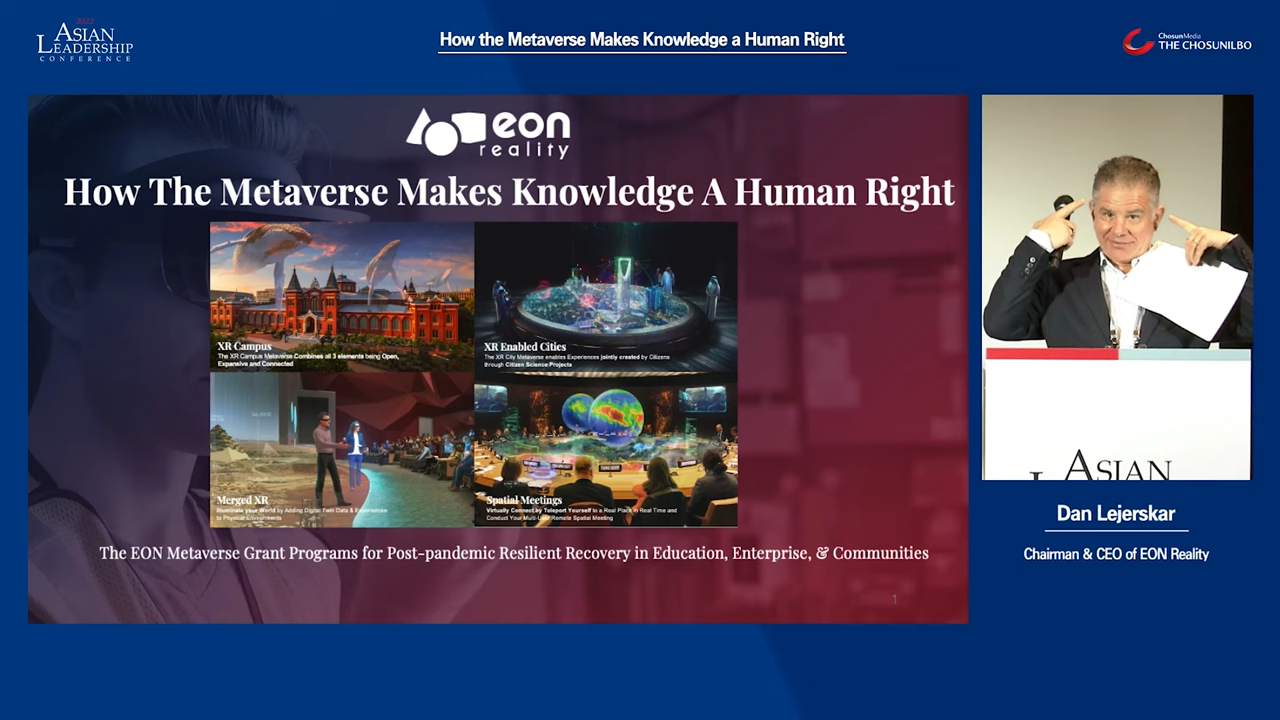 ASIAN
LEADERSHIP
CONFERENCE
How the Metaverse Makes Knowledge a Human Right
ChosunMedia
THE CHOSUNILBO
eon
reality
How The Metaverse Makes Knowledge A Human Right
XR Campus
The XR Campus Metaverse Combines all 3 elements being Open,
Expansive and Connected
XR Enabled Cities
The XR City Metaverse enables Experiences jointly created by Citizens
through Citizen Science Projects
Merged XR
Illuminate your World by Adding Digital Twin Data & Experiences
to Physical Environments
Spatial Meetings
Virtually Connect by Teleport Yourself to a Real Place in Real Time and
Conduct Your Multi-User Remote Spatial Meeting
The EON Metaverse Grant Programs for Post-pandemic Resilient Recovery in Education, Enterprise, & Communities
1
ASIAN
Dan Lejerskar
Chairman & CEO of EON Reality